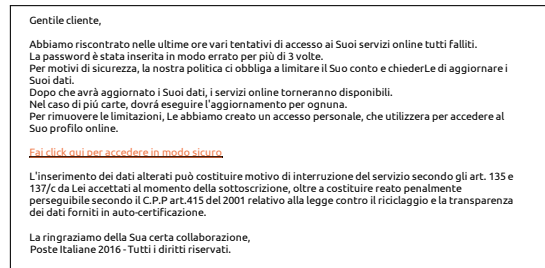 Gentile cliente,
Abbiamo riscontrato nelle ultime ore vari tentativi di accesso ai Suoi servizi online tutti falliti.
La password è stata inserita in modo errato per più di 3 volte.
Per motivi di sicurezza, la nostra politica ci obbliga a limitare il Suo conto e chiederLe di aggiornare i
Suoi dati.
Dopo che avrà aggiornato i Suoi dati, i servizi online torneranno disponibili.
Nel caso di piú carte, dovrá eseguire l'aggiornamento per ognuna.
Per rimuovere le limitazioni, Le abbiamo creato un accesso personale, che utilizzera per accedere al
Suo profilo online.
Fai click qui per accedere in modo sicuro
L'inserimento dei dati alterati può costituire motivo di interruzione del servizio secondo gli art. 135 e
137/c da Lei accettati al momento della sottoscrizione, oltre a costituire reato penalmente
perseguibile secondo il C.P.P art.415 del 2001 relativo alla legge contro il riciclaggio e la transparenza
dei dati forniti in auto-certificazione.
La ringraziamo della Sua certa collaborazione,
Poste Italiane 2016 - Tutti i diritti riservati.